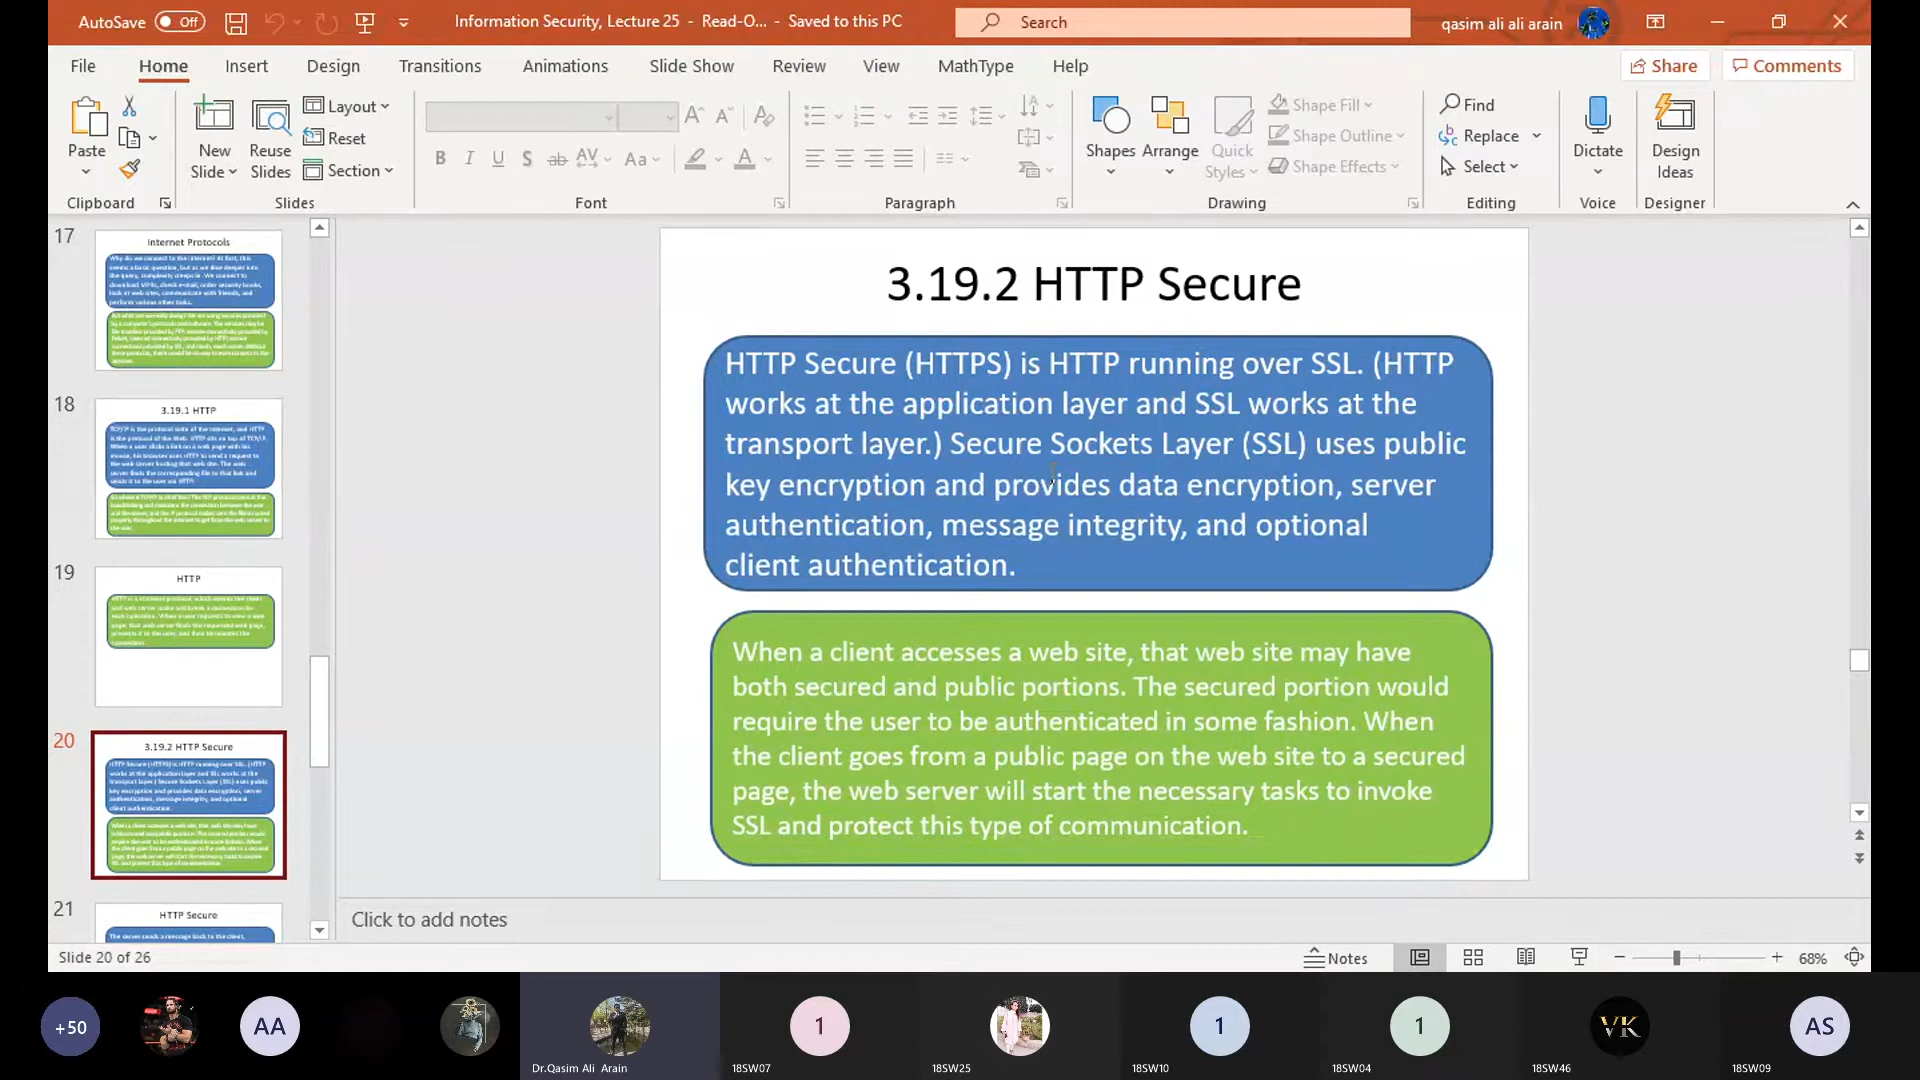 AutoSave Off
Information Security, Lecture 25 - Read-O... - Saved to this PC
Search
qasim ali ali arain
File Home Insert Design Transitions Animations Slide Show Review View MathType Help
Share Comments
Paste
Clipboard
New Slide
Reuse Slides
Layout
Reset
Section
Slides
Font
Paragraph
Shapes
Arrange
Quick Styles
Shape Fill
Shape Outline
Shape Effects
Drawing
Find
Replace
Select
Editing
Dictate
Voice
Design Ideas
Designer
17
Internet Protocols
18
3.19.1 HTTP
19
HTTP
20
3.19.2 HTTP Secure
21
HTTP Secure
The server sends a message back to the client,
3.19.2 HTTP Secure
HTTP Secure (HTTPS) is HTTP running over SSL. (HTTP
works at the application layer and SSL works at the
transport layer.) Secure Sockets Layer (SSL) uses public
key encryption and provides data encryption, server
authentication, message integrity, and optional
client authentication.
When a client accesses a web site, that web site may have
both secured and public portions. The secured portion would
require the user to be authenticated in some fashion. When
the client goes from a public page on the web site to a secured
page, the web server will start the necessary tasks to invoke
SSL and protect this type of communication.
Click to add notes
Slide 20 of 26
Notes
68%
+50
AA
Dr.Qasim Ali Arain
1
18SW07
18SW25
1
18SW10
1
18SW04
VK
18SW46
AS
18SW09